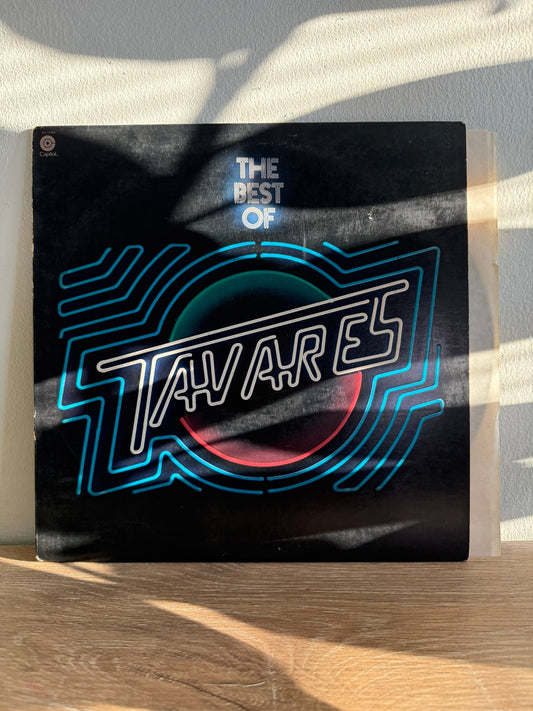 Capitol.
THE
BEST
OF
TAVARES